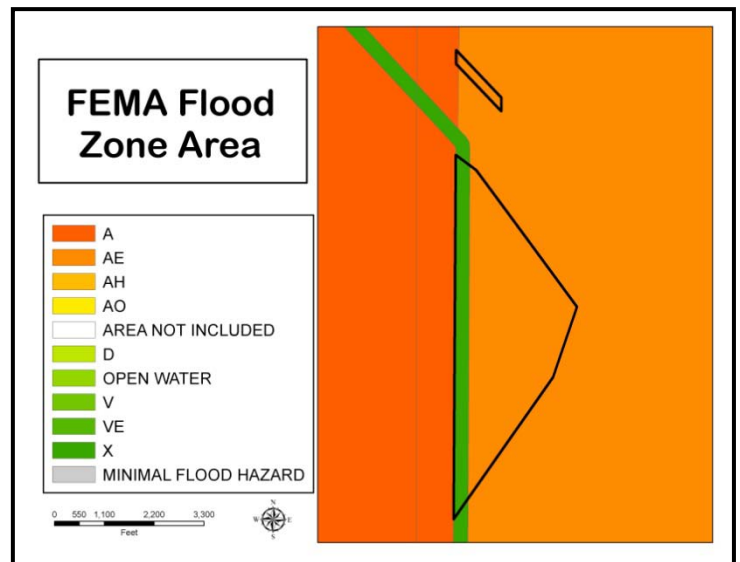 FEMA Flood
Zone Area
A
AE
AH
AO
AREA NOT INCLUDED
D
OPEN WATER
V
VE
X
MINIMAL FLOOD HAZARD
0 550 1,100 2,200 3,300
Feet
N
W E
S